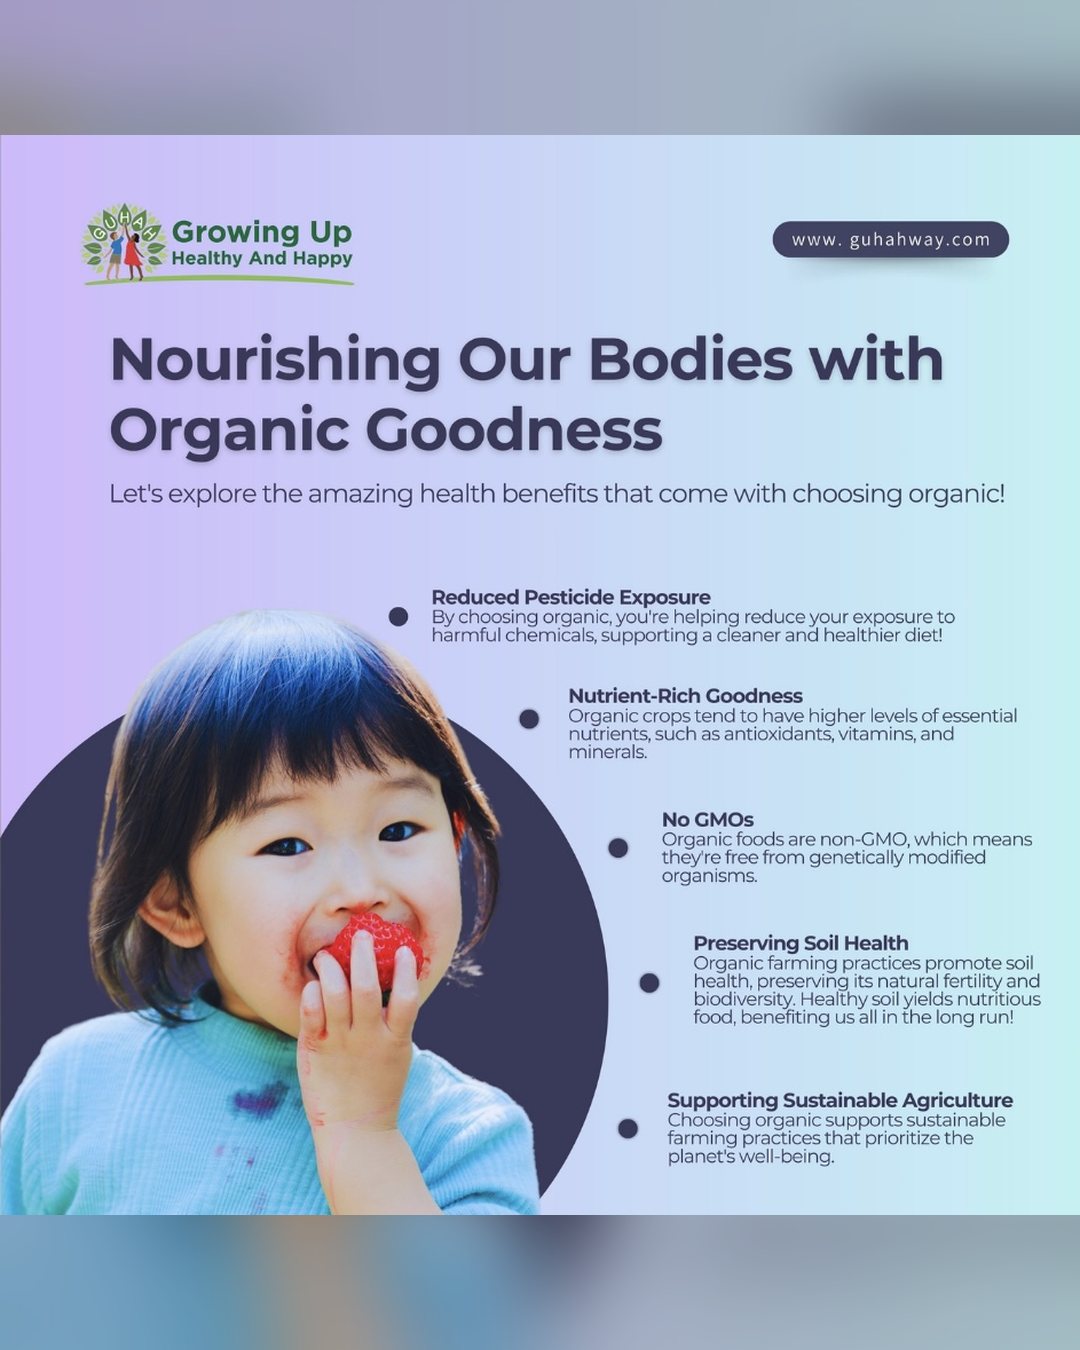 GUHAH
Growing Up
Healthy And Happy
www. guhahway.com
Nourishing Our Bodies with
Organic Goodness
Let's explore the amazing health benefits that come with choosing organic!
Reduced Pesticide Exposure
By choosing organic, you're helping reduce your exposure to
harmful chemicals, supporting a cleaner and healthier diet!
Nutrient-Rich Goodness
Organic crops tend to have higher levels of essential
nutrients, such as antioxidants, vitamins, and
minerals.
No GMOs
Organic foods are non-GMO, which means
they're free from genetically modified
organisms.
Preserving Soil Health
Organic farming practices promote soil
health, preserving its natural fertility and
biodiversity. Healthy soil yields nutritious
food, benefiting us all in the long run!
Supporting Sustainable Agriculture
Choosing organic supports sustainable
farming practices that prioritize the
planet's well-being.